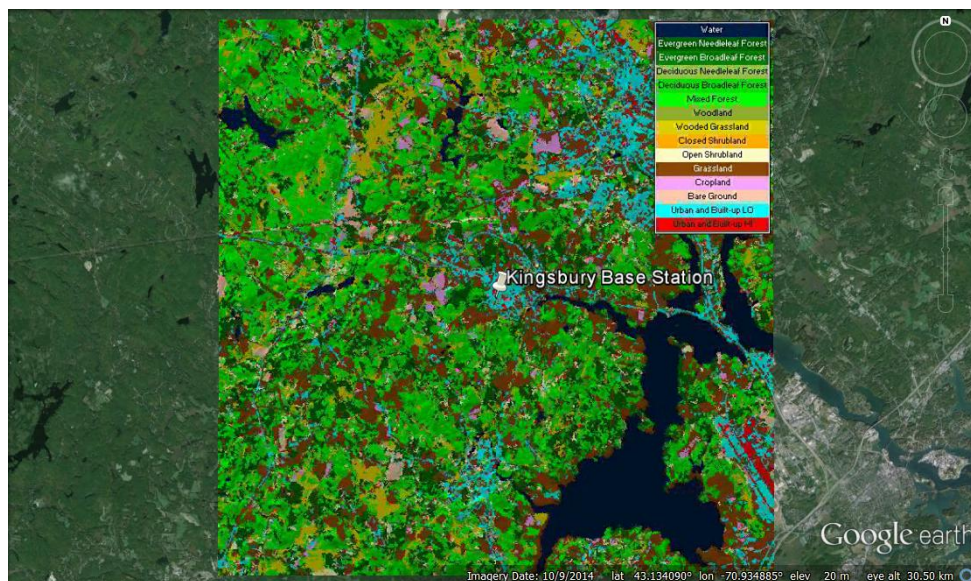 N
Water
Evergreen Needleleaf Forest
Evergreen Broadleaf Forest
Deciduous Needleleaf Forest
Deciduous Broadleaf Forest
Mixed Forest
Woodland
Wooded Grassland
Closed Shrubland
Open Shrubland
Grassland
Cropland
Bare Ground
Urban and Built-up LO
Urban and Built-up HI
Kingsbury Base Station
Google earth
Imagery Date: 10/9/2014 lat 43.134090° lon -70.934885° elev 20 m eye alt 30.50 km